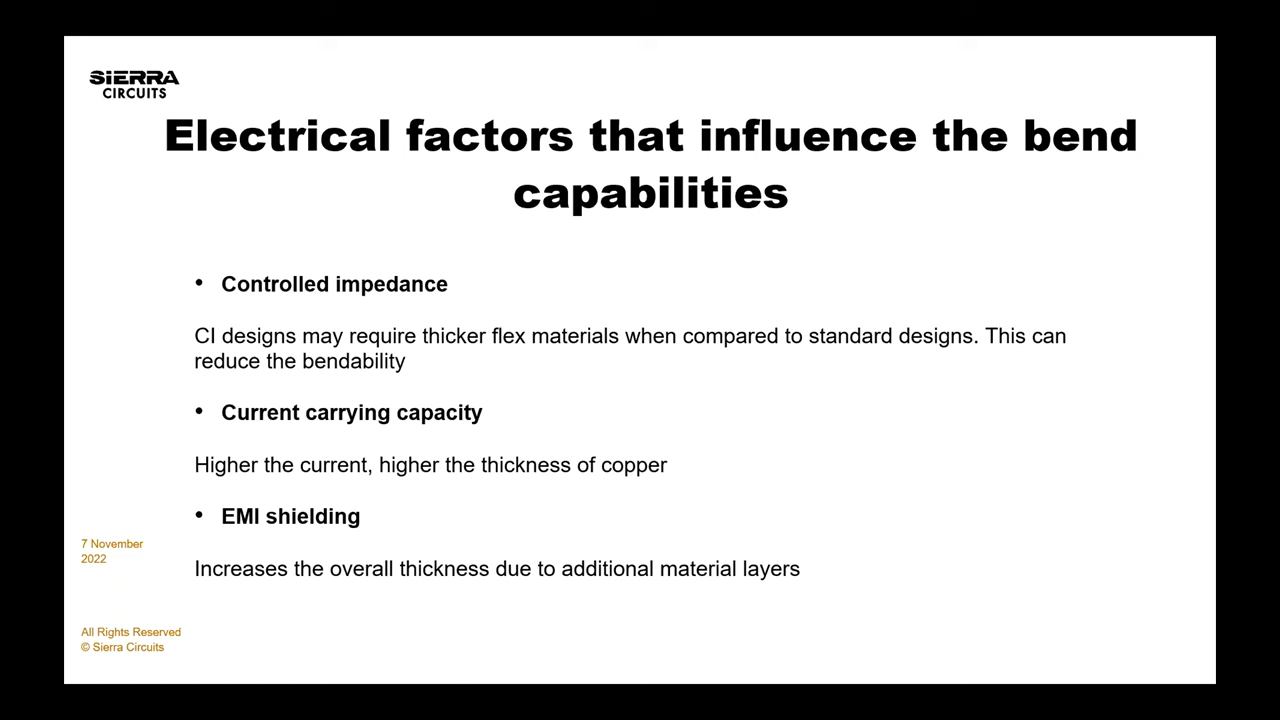 SIERRA
CIRCUITS
Electrical factors that influence the bend
capabilities
• Controlled impedance
CI designs may require thicker flex materials when compared to standard designs. This can
reduce the bendability
• Current carrying capacity
Higher the current, higher the thickness of copper
• EMI shielding
Increases the overall thickness due to additional material layers
7 November
2022
All Rights Reserved
© Sierra Circuits